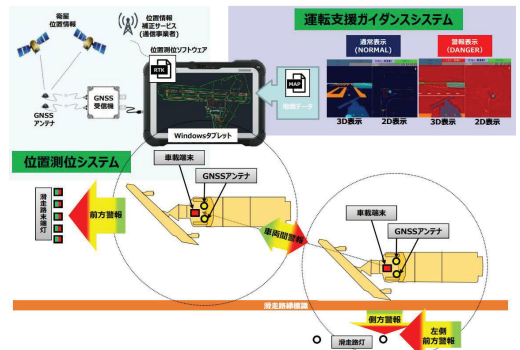 衛星
位置情報
位置情報
補正サービス
(通信事業者)
位置測位ソフトウェア
RTK
GNSS
受信機
GNSS
アンテナ
Windowsタブレット
位置測位システム
運転支援ガイダンスシステム
MAP
通常表示
(NORMAL)
警報表示
(DANGER)
3D表示
2D表示
3D表示
2D表示
車載端末
GNSSアンテナ
滑走路末端灯
前方警報
車両間警報
車載端末
GNSSアンテナ
滑走路縁標識
側方警報
左側
前方警報
滑走路灯